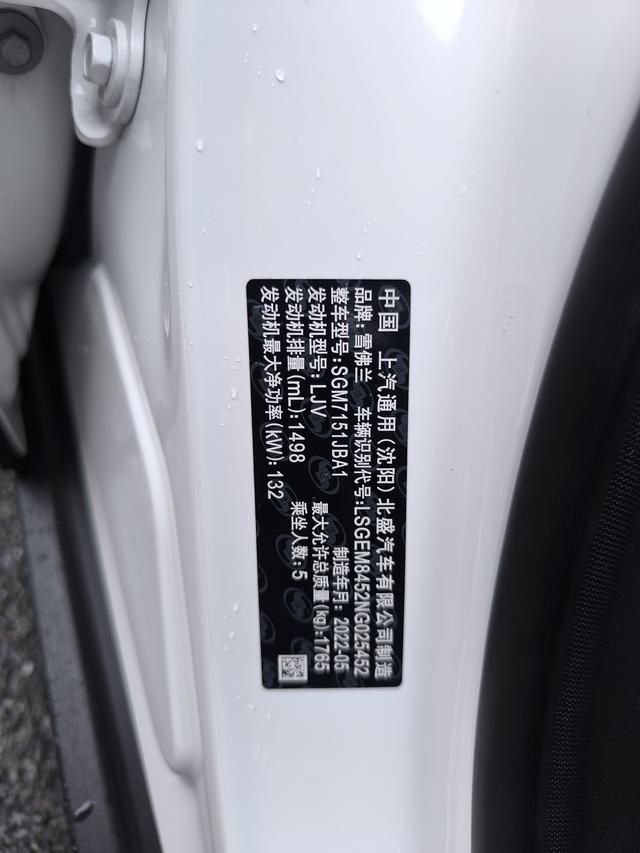 中国 上汽通用(沈阳)北盛汽车有限公司制造
品牌:雪佛兰 车辆识别代号:LSGEM8452NG025452
整车型号:SGM7151JBA1 制造年月:2022-05
发动机型号:LJV 最大允许总质量(kg):1765
发动机排量(mL):1498 乘坐人数:5
发动机最大净功率(kW):132